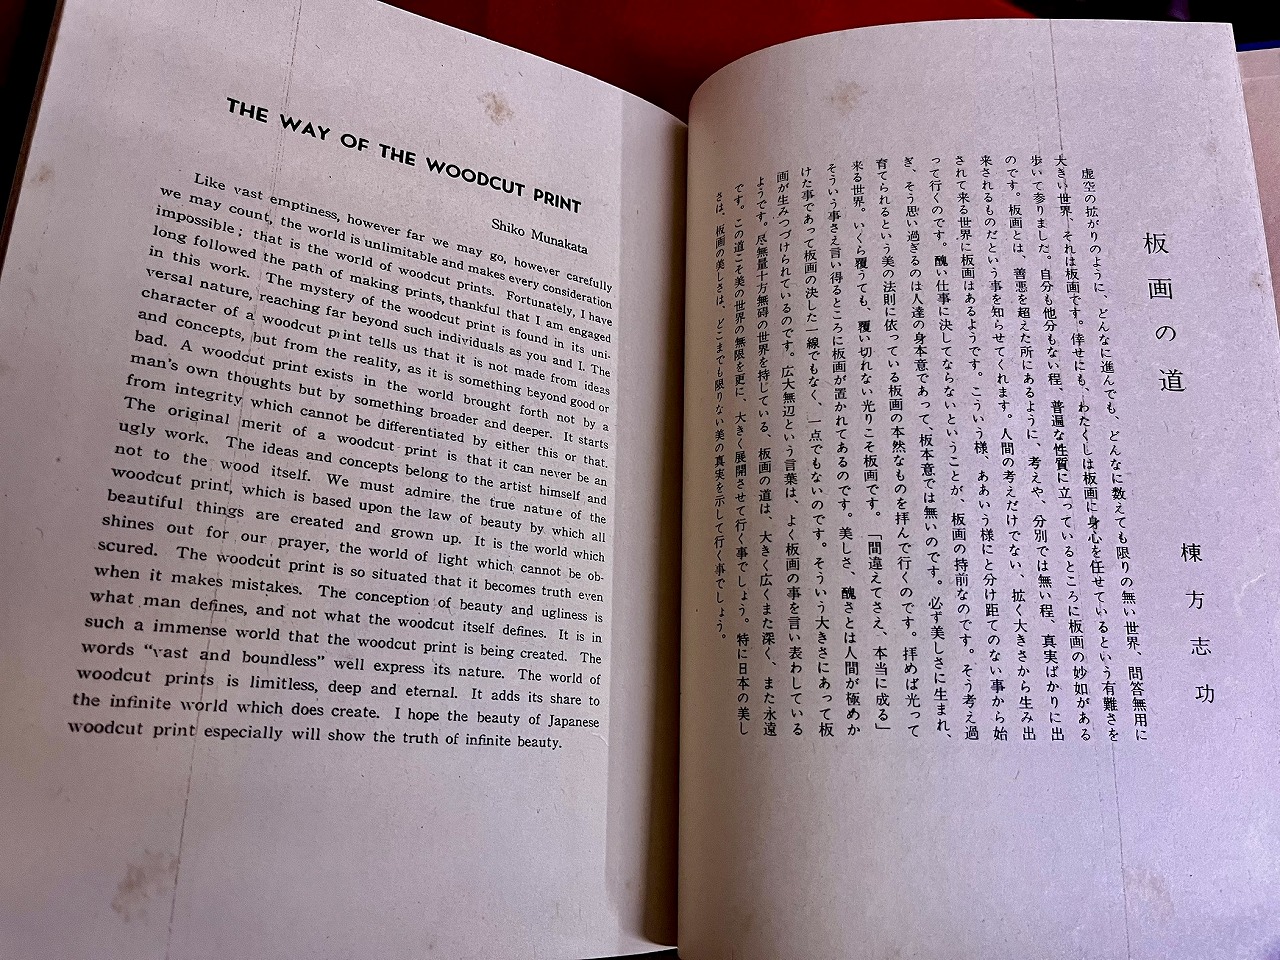 THE WAY OF THE WOODCUT PRINT
Shiko Munakata
Like vast emptiness, however far we may go, however carefully
we may count, the world is unlimitable and makes every consideration
impossible; that is the world of woodcut prints. Fortunately, I have
long followed the path of making prints, thankful that I am engaged
in this work. The mystery of the woodcut print is found in its uni-
versal nature, reaching far beyond such individuals as you and I. The
character of a woodcut print tells us that it is not made from ideas
and concepts, but from the reality, as it is something beyond good or
bad. A woodcut print exists in the world brought forth not by a
man's own thoughts but by something broader and deeper. It starts
from integrity which cannot be differentiated by either this or that.
The original merit of a woodcut print is that it can never be an
ugly work. The ideas and concepts belong to the artist himself and
not to the wood itself. We must admire the true nature of the
woodcut print, which is based upon the law of beauty by which all
beautiful things are created and grown up. It is the world which
shines out for our prayer, the world of light which cannot be ob-
scured. The woodcut print is so situated that it becomes truth even
when it makes mistakes. The conception of beauty and ugliness is
what man defines, and not what the woodcut itself defines. It is in
such a immense world that the woodcut print is being created. The
words "vast and boundless" well express its nature. The world of
woodcut prints is limitless, deep and eternal. It adds its share to
the infinite world which does create. I hope the beauty of Japanese
woodcut print especially will show the truth of infinite beauty.
板画の道
棟方志功
虚空の拡がりのように、どんなに進んでも、どんなに数えても限りの無い世界、問答無用に
大きい世界、それは板画です。倖せにも、わたくしは板画に身心を任せているという有難さを
歩いて参りました。自分も他分もない程、普遍な性質に立っているところに板画の妙如がある
のです。板画とは、善悪を超えた所にあるように、考えや、分別では無い程、真実ばかりに出
来されるものだという事を知らせてくれます。人間の考えだけでない、拡く大きさから生み出
されて来る世界に板画はあるようです。こういう様、ああいう様にと分け距てのない事から始
って行くのです。醜い仕事に決してならないということが、板画の持前なのです。そう考え過
ぎ、そう思い過ぎるのは人達の身本意であって、板本意では無いのです。必ず美しさに生まれ、
育てられるという美の法則に依っている板画の本然なものを拝んで行くのです。拝めば光って
来る世界。いくら覆うても、覆い切れない光りこそ板画です。「間違えてさえ、本当に成る」
そういう事さえ言い得るところに板画が置かれてあるのです。美しさ、醜さとは人間が極めか
けた事であって板画の決した一線でもなく、一点でもないのです。そういう大きさにあって板
画が生みつづけられているのです。広大無辺という言葉は、よく板画の事を言い表わしている
ようです。尽無量十方無碍の世界を持している、板画の道は、大きく広くまた深く、また永遠
です。この道こそ美の世界の無限を更に、大きく展開させて行く事でしょう。特に日本の美し
さは、板画の美しさは、どこまでも限りない美の真実を示して行く事でしょう。